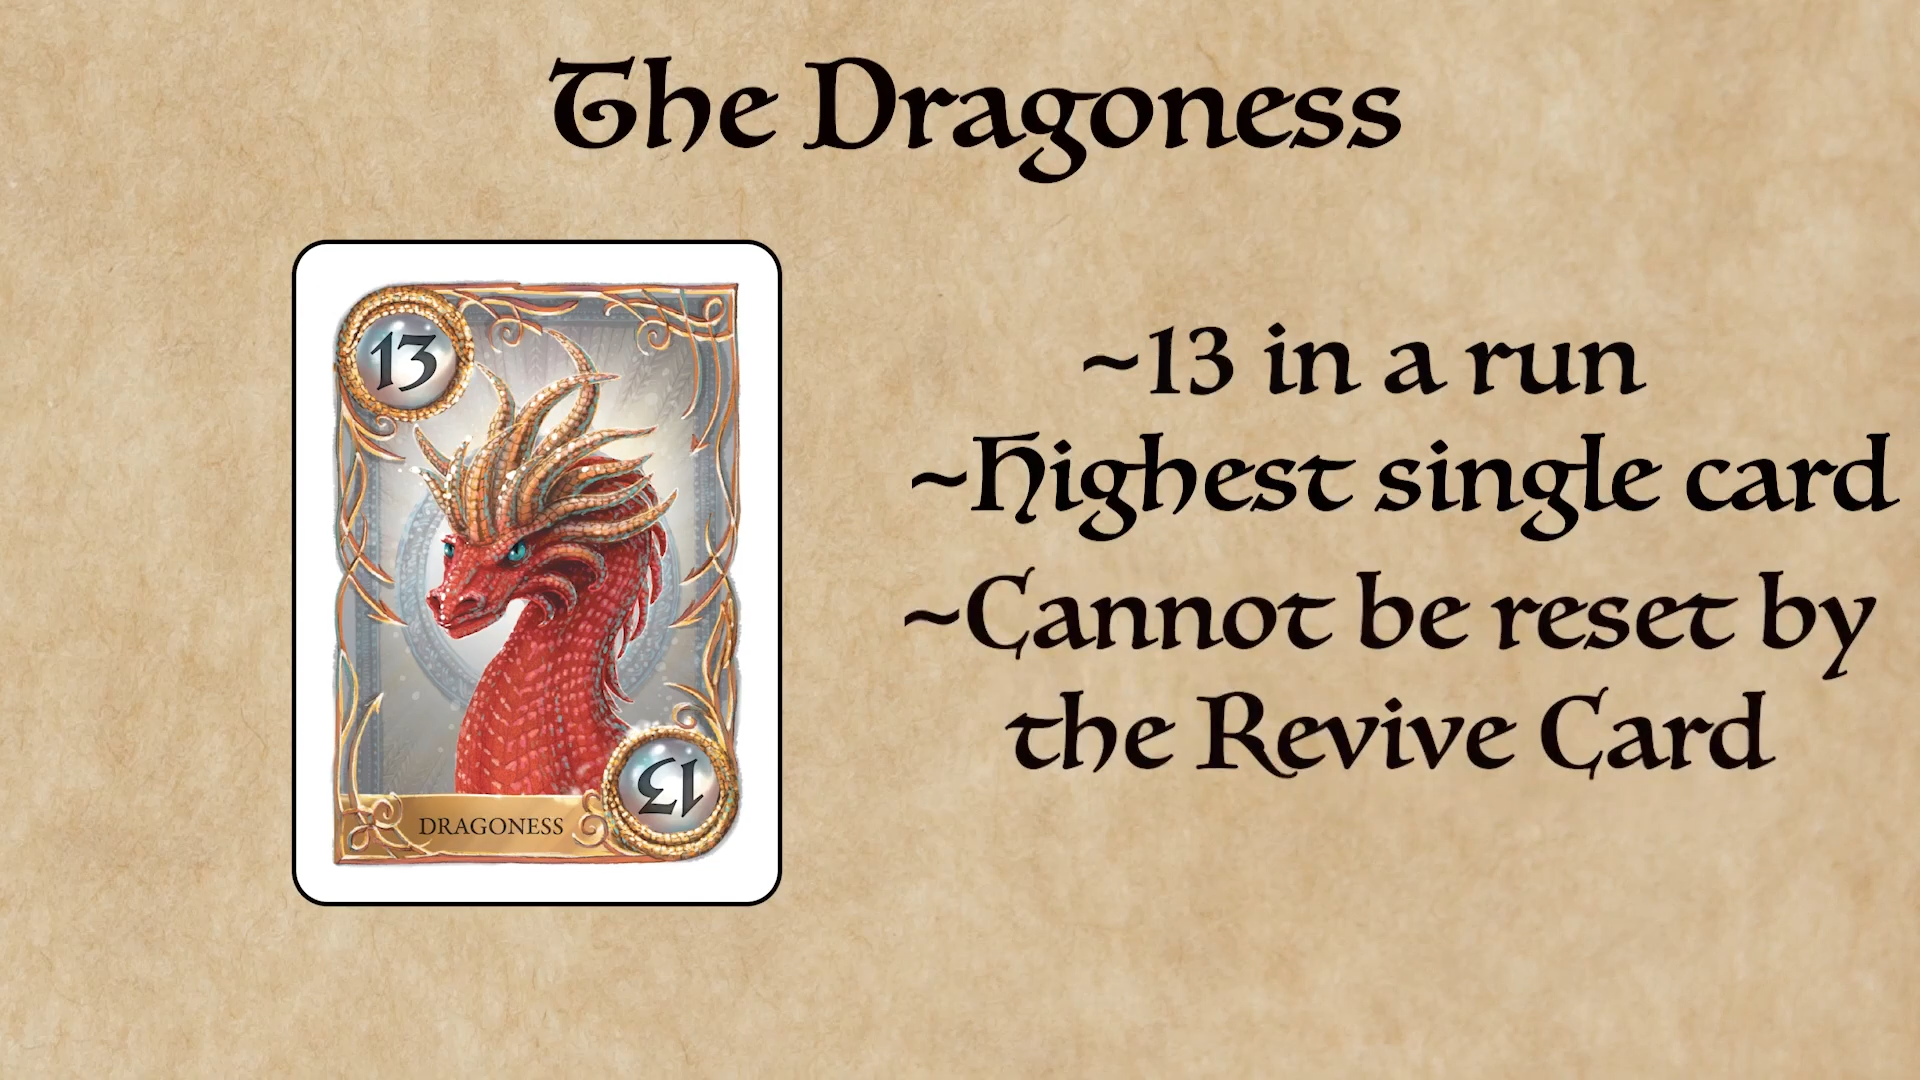 The Dragoness
13
~13 in a run
~Highest single card
~Cannot be reset by
the Revive Card
13
DRAGONESS